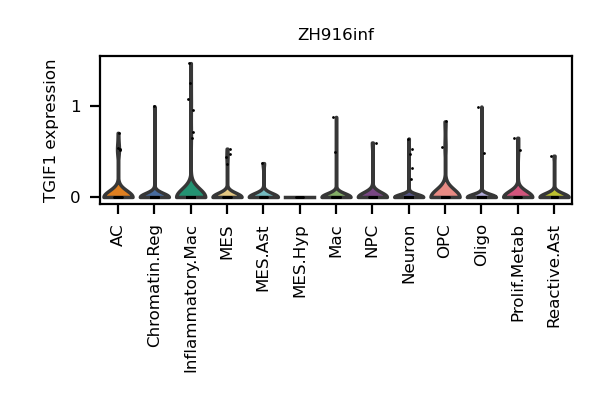 ZH916inf
TGIF1 expression
1
0
AC
Chromatin.Reg
Inflammatory.Mac
MES
MES.Ast
MES.Hyp
Mac
NPC
Neuron
OPC
Oligo
Prolif.Metab
Reactive.Ast